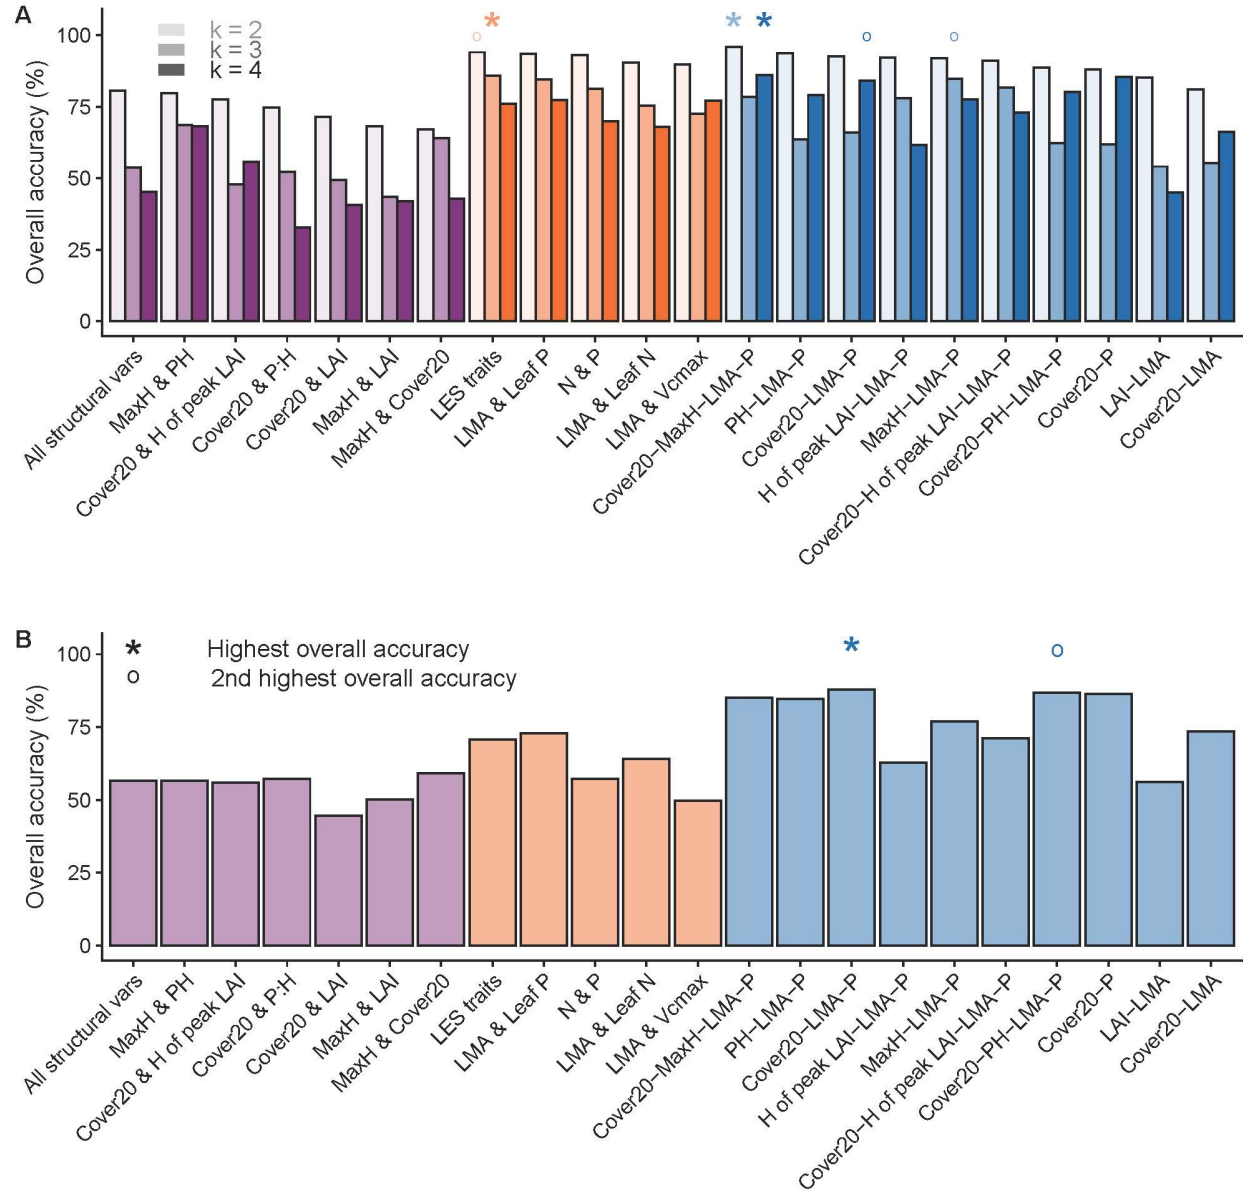 A
100
75
50
25
0
Overall accuracy (%)
k = 2
k = 3
k = 4
*
o
*
*
o
o
All structural vars
MaxH & PH
Cover20 & H of peak LAI
Cover20 & P:H
Cover20 & LAI
MaxH & LAI
MaxH & Cover20
LES traits
LMA & Leaf P
N & P
LMA & Leaf N
LMA & Vcmax
Cover20−MaxH−LMA−P
PH−LMA−P
Cover20−LMA−P
H of peak LAI−LMA−P
MaxH−LMA−P
Cover20−H of peak LAI−LMA−P
Cover20−PH−LMA−P
Cover20−P
LAI−LMA
Cover20−LMA
B
100
75
50
25
0
Overall accuracy (%)
* Highest overall accuracy
o 2nd highest overall accuracy
*
o
All structural vars
MaxH & PH
Cover20 & H of peak LAI
Cover20 & P:H
Cover20 & LAI
MaxH & LAI
MaxH & Cover20
LES traits
LMA & Leaf P
N & P
LMA & Leaf N
LMA & Vcmax
Cover20−MaxH−LMA−P
PH−LMA−P
Cover20−LMA−P
H of peak LAI−LMA−P
MaxH−LMA−P
Cover20−H of peak LAI−LMA−P
Cover20−PH−LMA−P
Cover20−P
LAI−LMA
Cover20−LMA